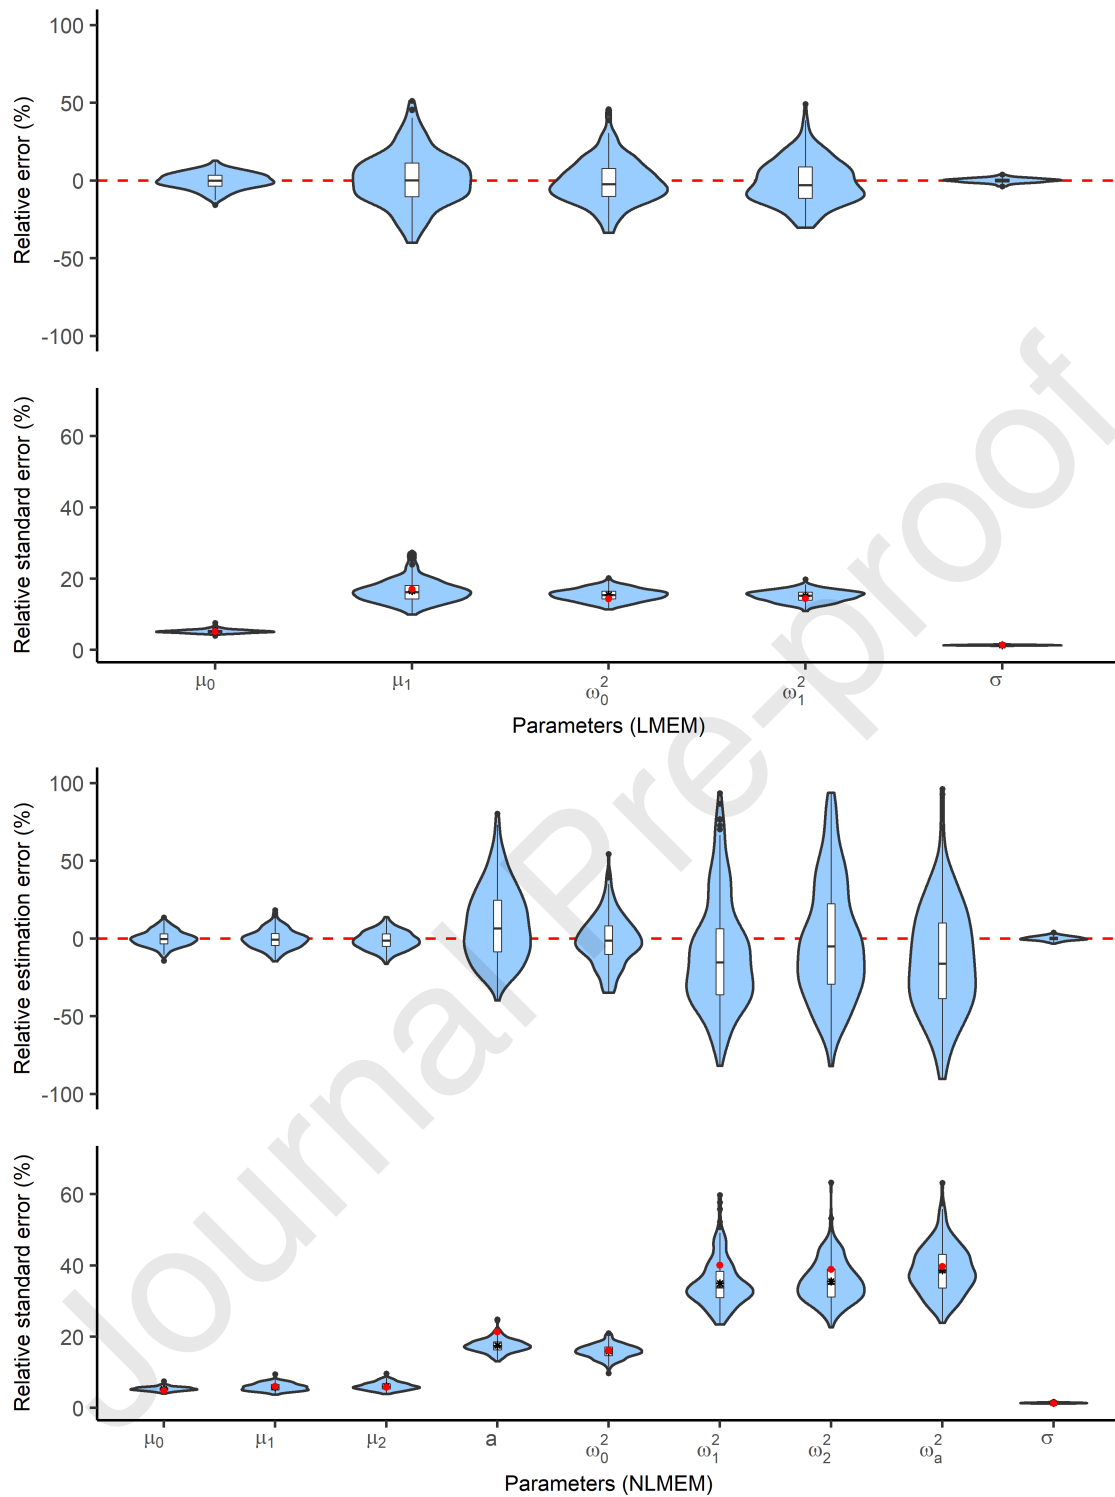 Relative error (%)
100
50
0
-50
-100
Relative standard error (%)
60
40
20
0
μ0 μ1 ω0² ω1² σ
Parameters (LMEM)
Relative estimation error (%)
100
50
0
-50
-100
Relative standard error (%)
60
40
20
0
μ0 μ1 μ2 a ω0² ω1² ω2² ωa² σ
Parameters (NLMEM)
Journal Pre-proof